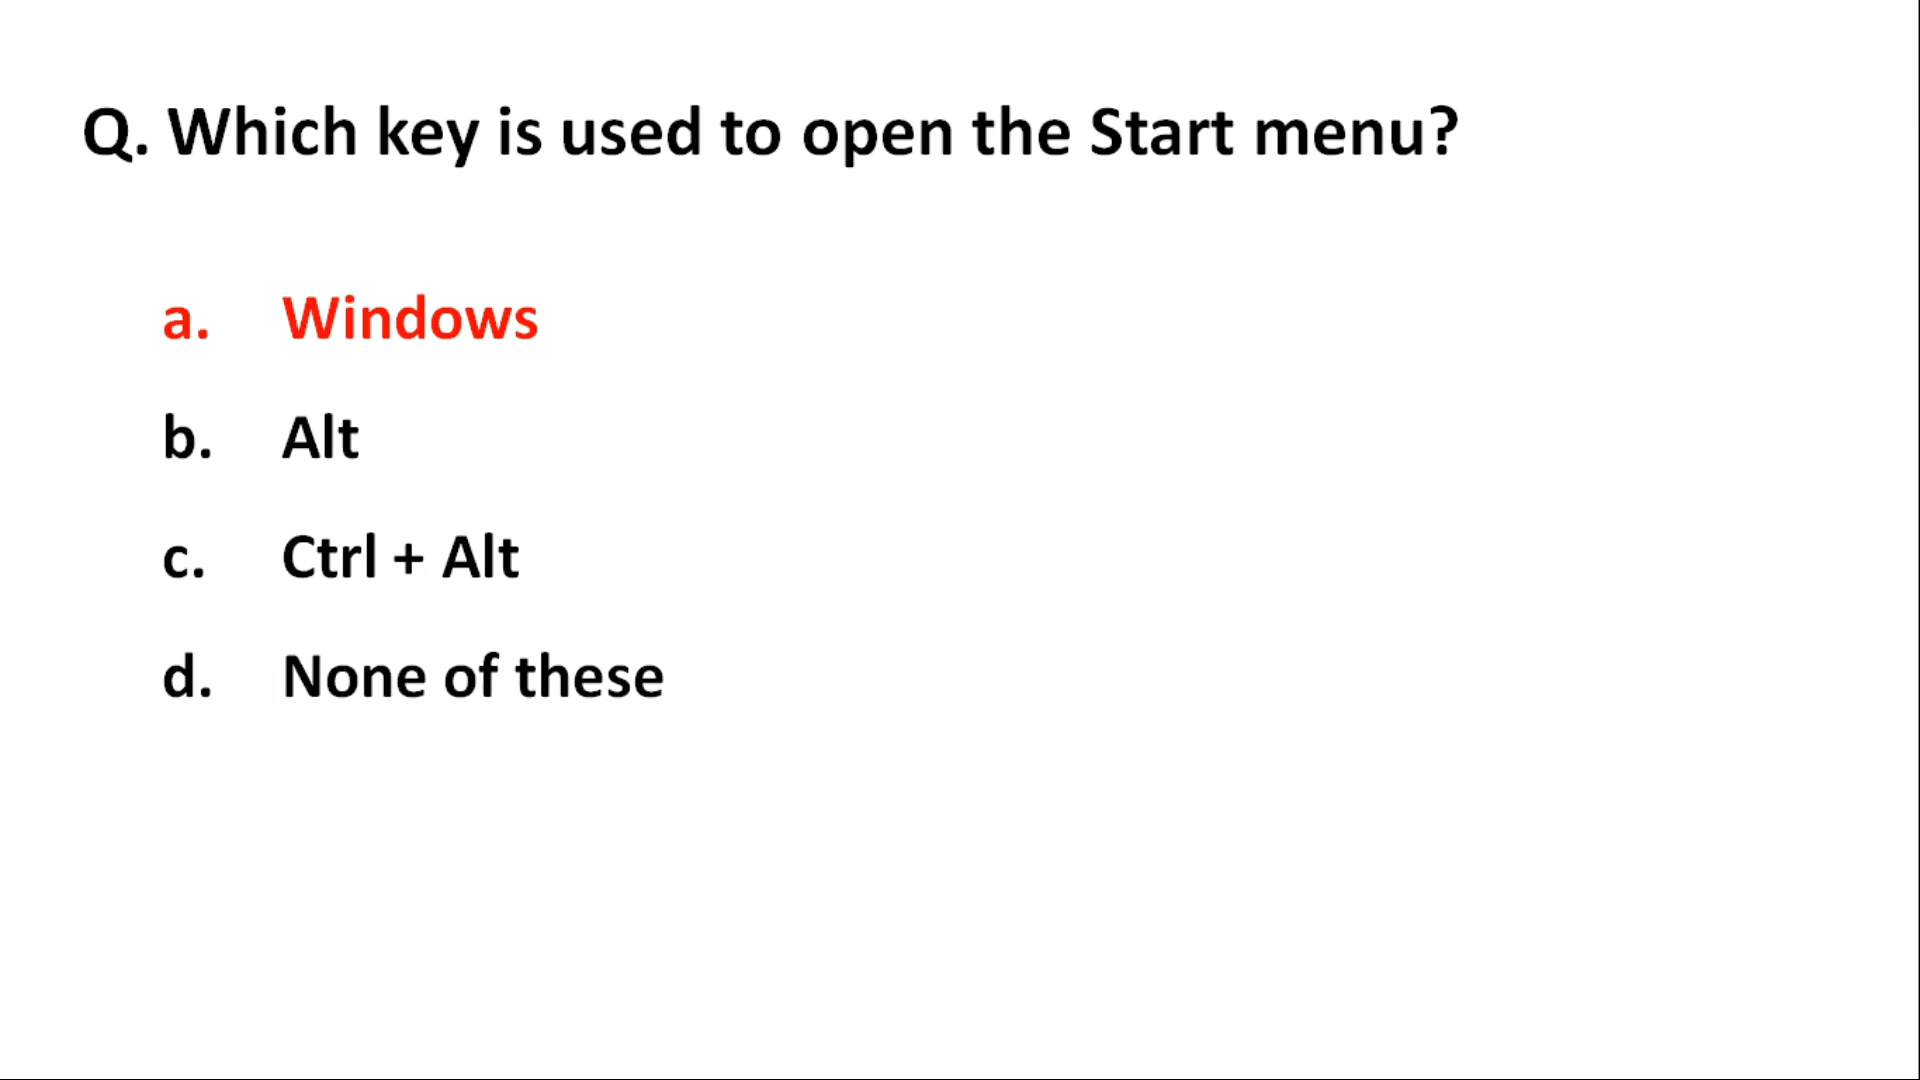 Q. Which key is used to open the Start menu?
a. Windows
b. Alt
c. Ctrl + Alt
d. None of these